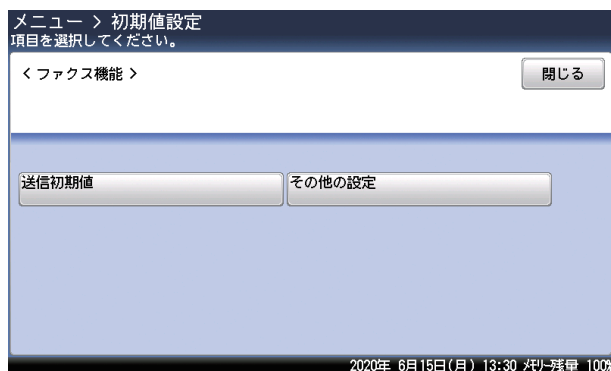 メニュー > 初期値設定
項目を選択してください。
< ファクス機能 >
閉じる
送信初期値
その他の設定
2020年 6月15日(月) 13:30 メモリー残量 100%